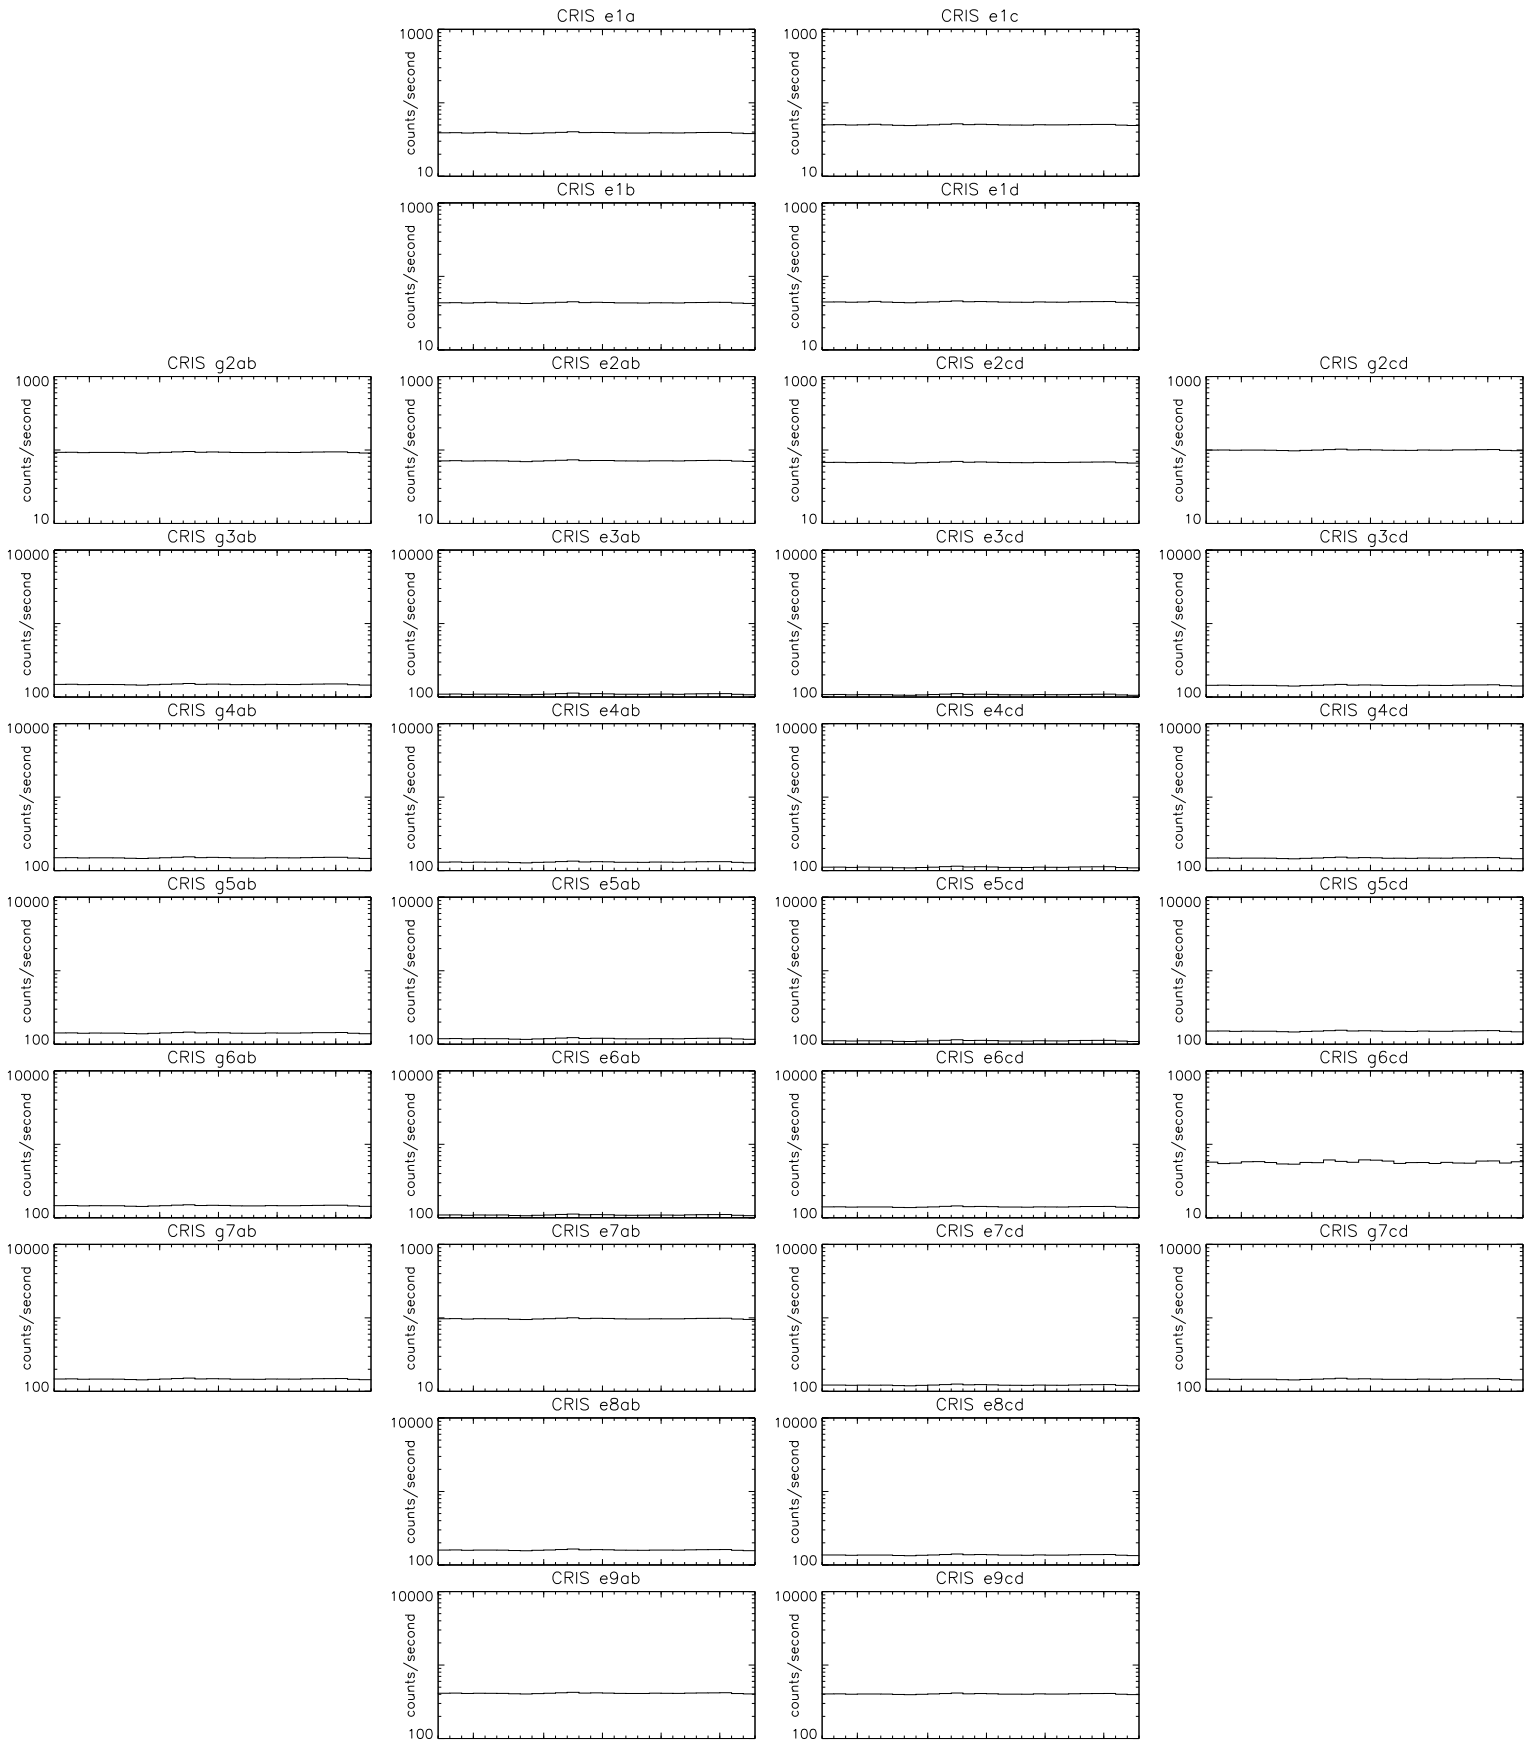 CRIS e1a
CRIS e1c
1000
counts/second
10
1000
counts/second
10
CRIS e1b
CRIS e1d
1000
counts/second
10
1000
counts/second
10
CRIS g2ab
CRIS e2ab
CRIS e2cd
CRIS g2cd
1000
counts/second
10
1000
counts/second
10
1000
counts/second
10
1000
counts/second
10
CRIS g3ab
CRIS e3ab
CRIS e3cd
CRIS g3cd
10000
counts/second
100
10000
counts/second
100
10000
counts/second
100
10000
counts/second
100
CRIS g4ab
CRIS e4ab
CRIS e4cd
CRIS g4cd
10000
counts/second
100
10000
counts/second
100
10000
counts/second
100
10000
counts/second
100
CRIS g5ab
CRIS e5ab
CRIS e5cd
CRIS g5cd
10000
counts/second
100
10000
counts/second
100
10000
counts/second
100
10000
counts/second
100
CRIS g6ab
CRIS e6ab
CRIS e6cd
CRIS g6cd
10000
counts/second
100
10000
counts/second
100
10000
counts/second
100
1000
counts/second
10
CRIS g7ab
CRIS e7ab
CRIS e7cd
CRIS g7cd
10000
counts/second
100
1000
counts/second
10
10000
counts/second
100
10000
counts/second
100
CRIS e8ab
CRIS e8cd
10000
counts/second
100
10000
counts/second
100
CRIS e9ab
CRIS e9cd
10000
counts/second
100
10000
counts/second
100